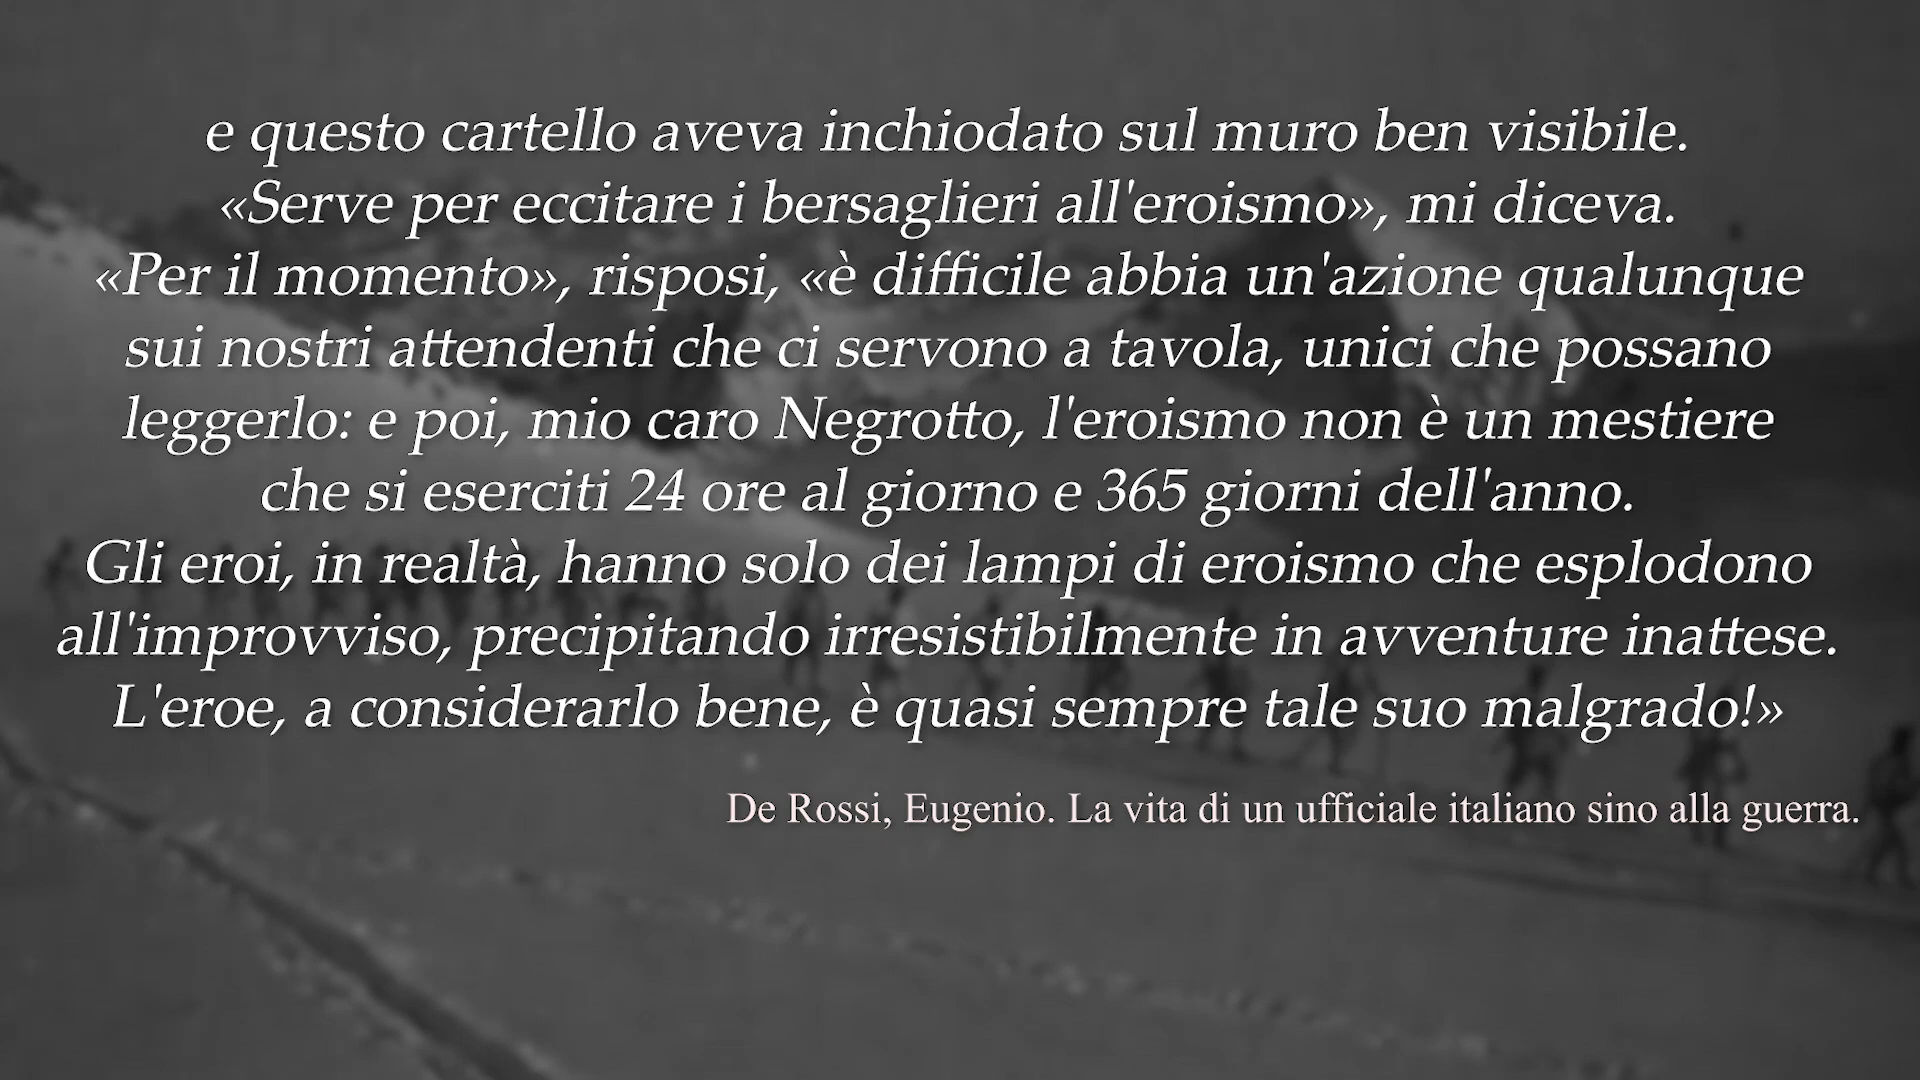 e questo cartello aveva inchiodato sul muro ben visibile.
«Serve per eccitare i bersaglieri all'eroismo», mi diceva.
«Per il momento», risposi, «è difficile abbia un'azione qualunque
sui nostri attendenti che ci servono a tavola, unici che possano
leggerlo: e poi, mio caro Negrotto, l'eroismo non è un mestiere
che si eserciti 24 ore al giorno e 365 giorni dell'anno.
Gli eroi, in realtà, hanno solo dei lampi di eroismo che esplodono
all'improvviso, precipitando irresistibilmente in avventure inattese.
L'eroe, a considerarlo bene, è quasi sempre tale suo malgrado!»
De Rossi, Eugenio. La vita di un ufficiale italiano sino alla guerra.